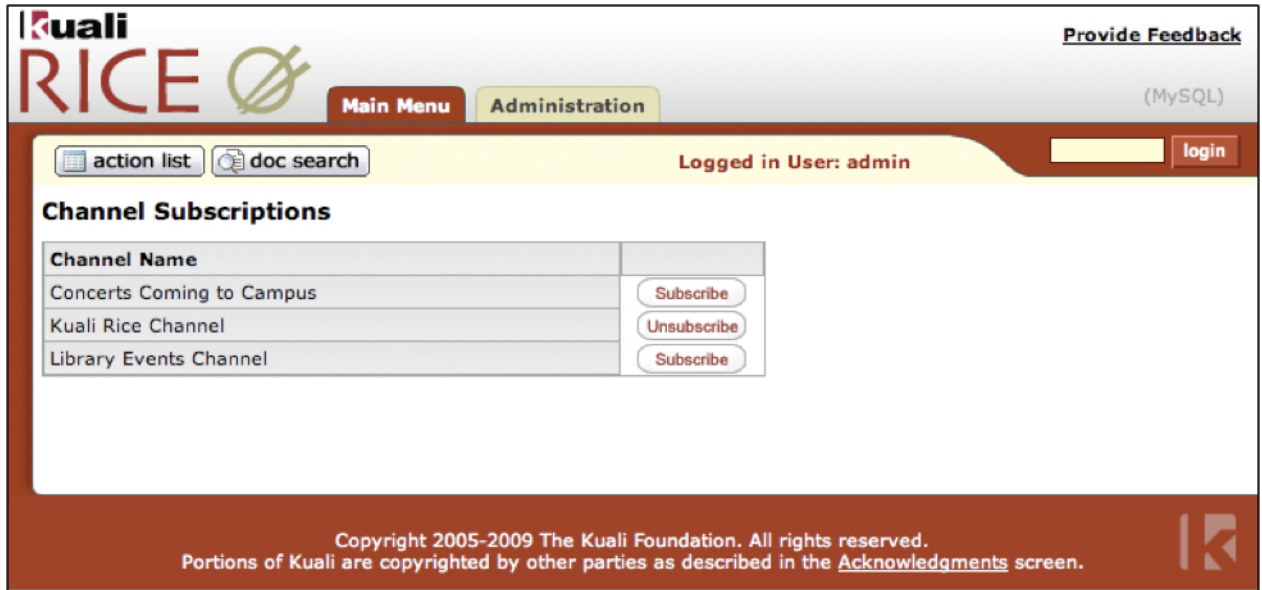 Kuali
RICE
Provide Feedback
Main Menu Administration (MySQL)
action list doc search Logged in User: admin login
Channel Subscriptions
Channel Name
Concerts Coming to Campus Subscribe
Kuali Rice Channel Unsubscribe
Library Events Channel Subscribe
Copyright 2005-2009 The Kuali Foundation. All rights reserved.
Portions of Kuali are copyrighted by other parties as described in the Acknowledgments screen.